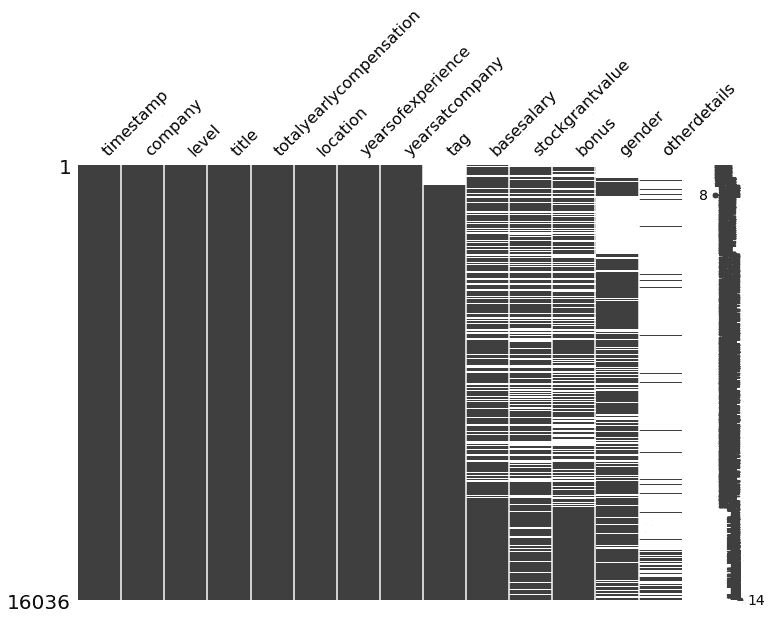 timestamp
company
level
title
totalyearlycompensation
location
yearsofexperience
yearsatcompany
tag
basesalary
stockgrantvalue
bonus
gender
otherdetails
1
8
16036
14